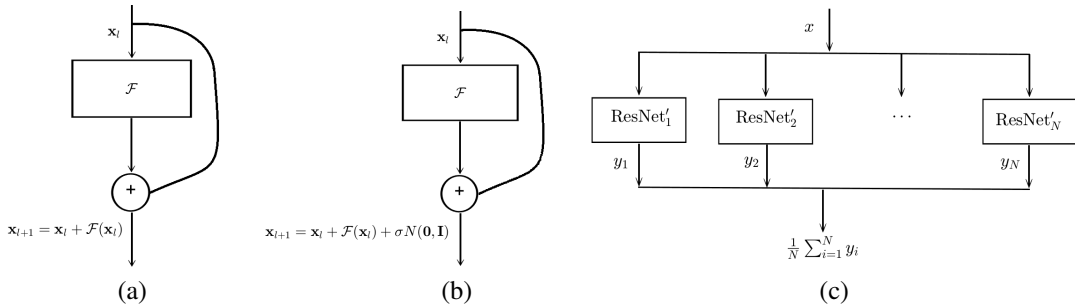 x_l
ℱ
+
x_{l+1} = x_l + ℱ(x_l)
(a)
x_l
ℱ
+
x_{l+1} = x_l + ℱ(x_l) + σN(0, I)
(b)
x
ResNet′_1
ResNet′_2
···
ResNet′_N
y_1
y_2
y_N
\frac{1}{N} ∑_{i=1}^{N} y_i
(c)